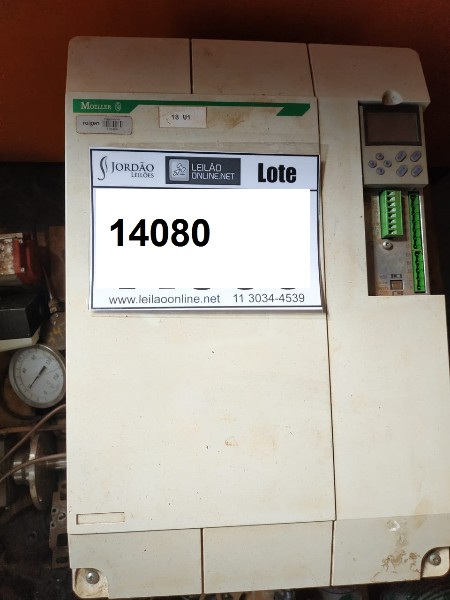 MOELLER
18 U1
JORDÃO
LEILÕES
LEILÃO
ONLINE.NET
Lote
14080
www.leilaoonline.net 11 3034-4539